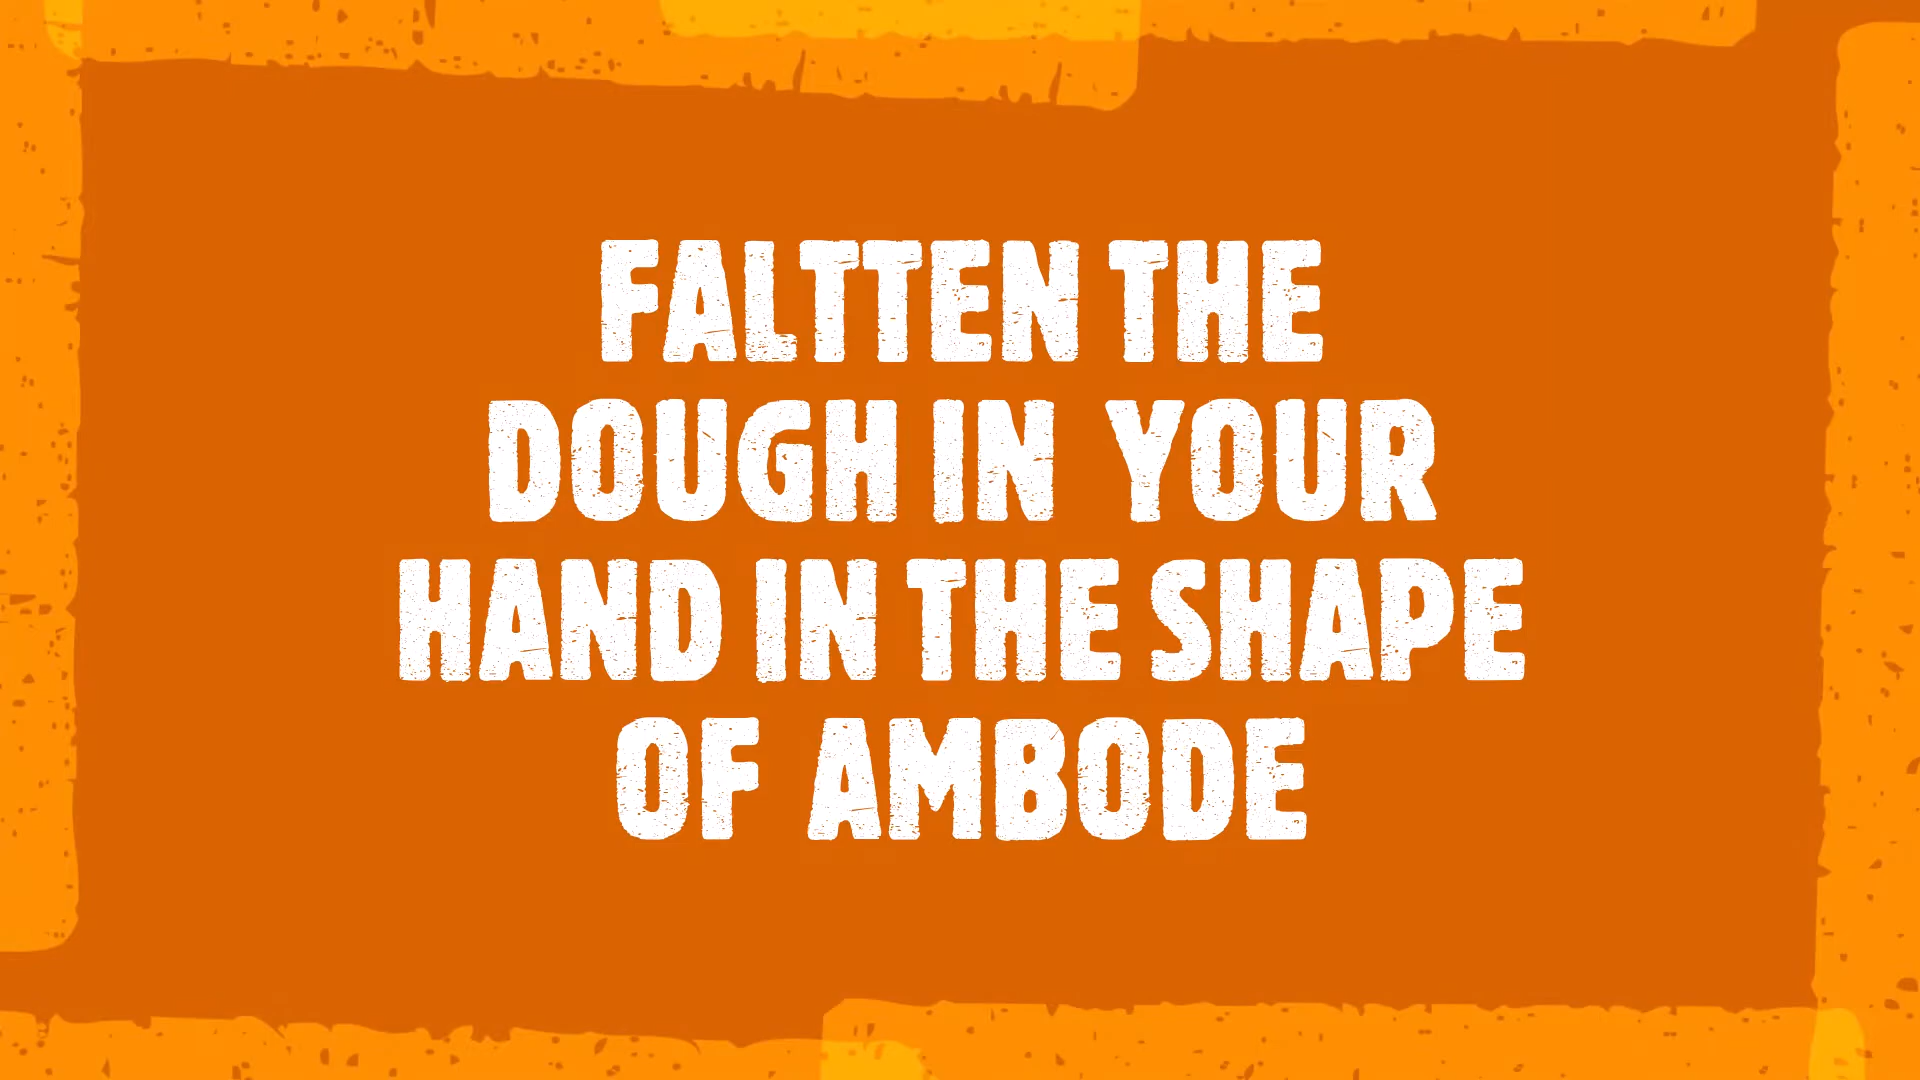 FALTTEN THE
DOUGH IN YOUR
HAND IN THE SHAPE
OF AMBODE